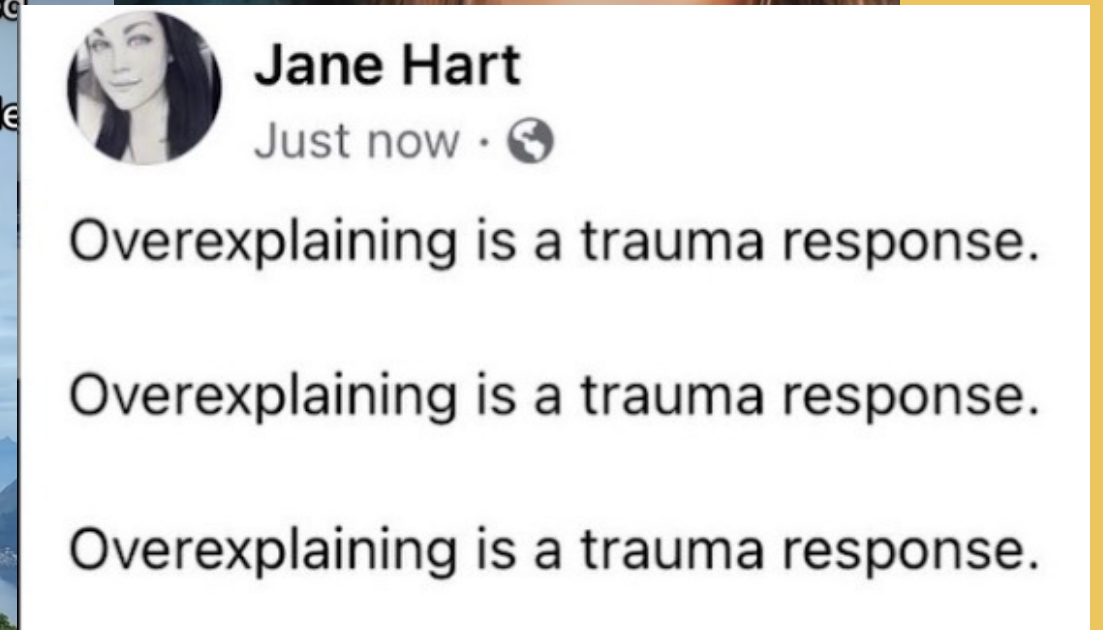 Jane Hart
Just now ·
Overexplaining is a trauma response.
Overexplaining is a trauma response.
Overexplaining is a trauma response.